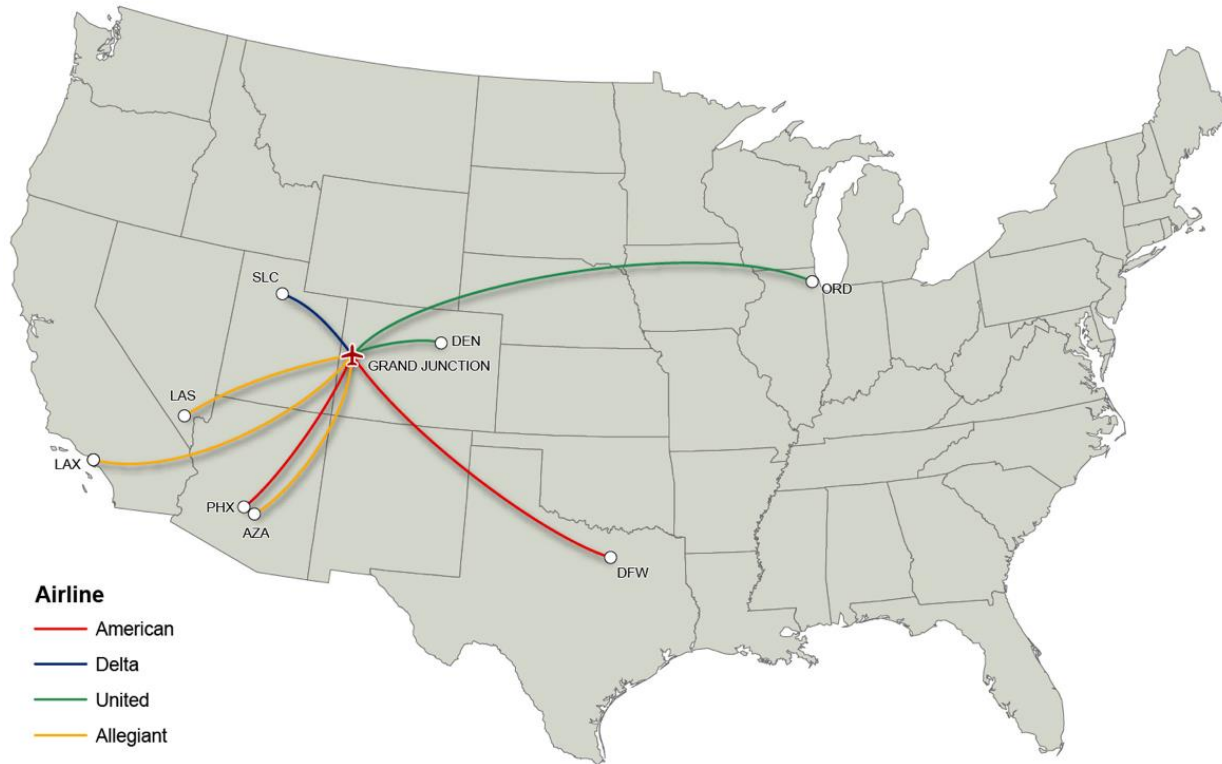 SLC
ORD
DEN
GRAND JUNCTION
LAS
LAX
PHX
AZA
DFW
Airline
American
Delta
United
Allegiant